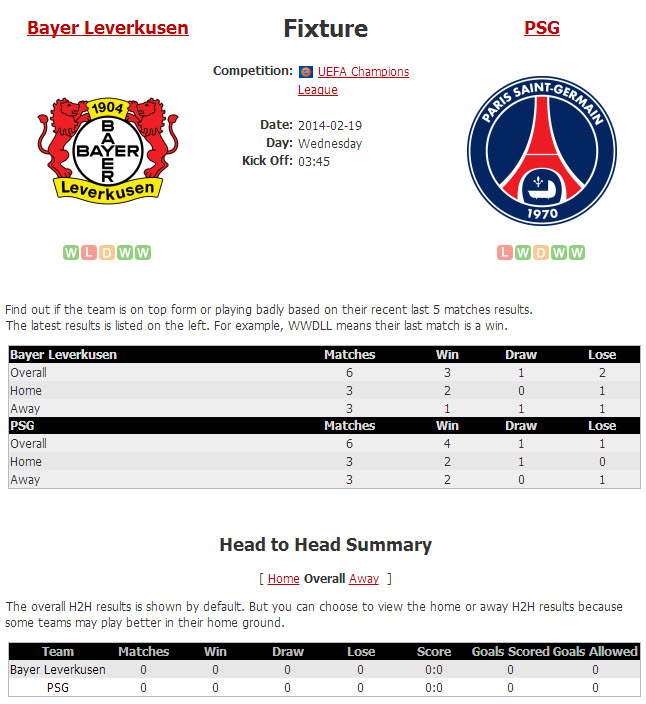 Bayer Leverkusen
Fixture
PSG
Competition: UEFA Champions
League
Date: 2014-02-19
Day: Wednesday
Kick Off: 03:45
1904
BAYER
BAYER
Leverkusen
PARIS SAINT-GERMAIN
1970
W L D W W
L W D W W
Find out if the team is on top form or playing badly based on their recent last 5 matches results.
The latest results is listed on the left. For example, WWDLL means their last match is a win.
Bayer Leverkusen Matches Win Draw Lose
Overall 6 3 1 2
Home 3 2 0 1
Away 3 1 1 1
PSG Matches Win Draw Lose
Overall 6 4 1 1
Home 3 2 1 0
Away 3 2 0 1
Head to Head Summary
[ Home Overall Away ]
The overall H2H results is shown by default. But you can choose to view the home or away H2H results because
some teams may play better in their home ground.
Team Matches Win Draw Lose Score Goals Scored Goals Allowed
Bayer Leverkusen 0 0 0 0 0:0 0 0
PSG 0 0 0 0 0:0 0 0